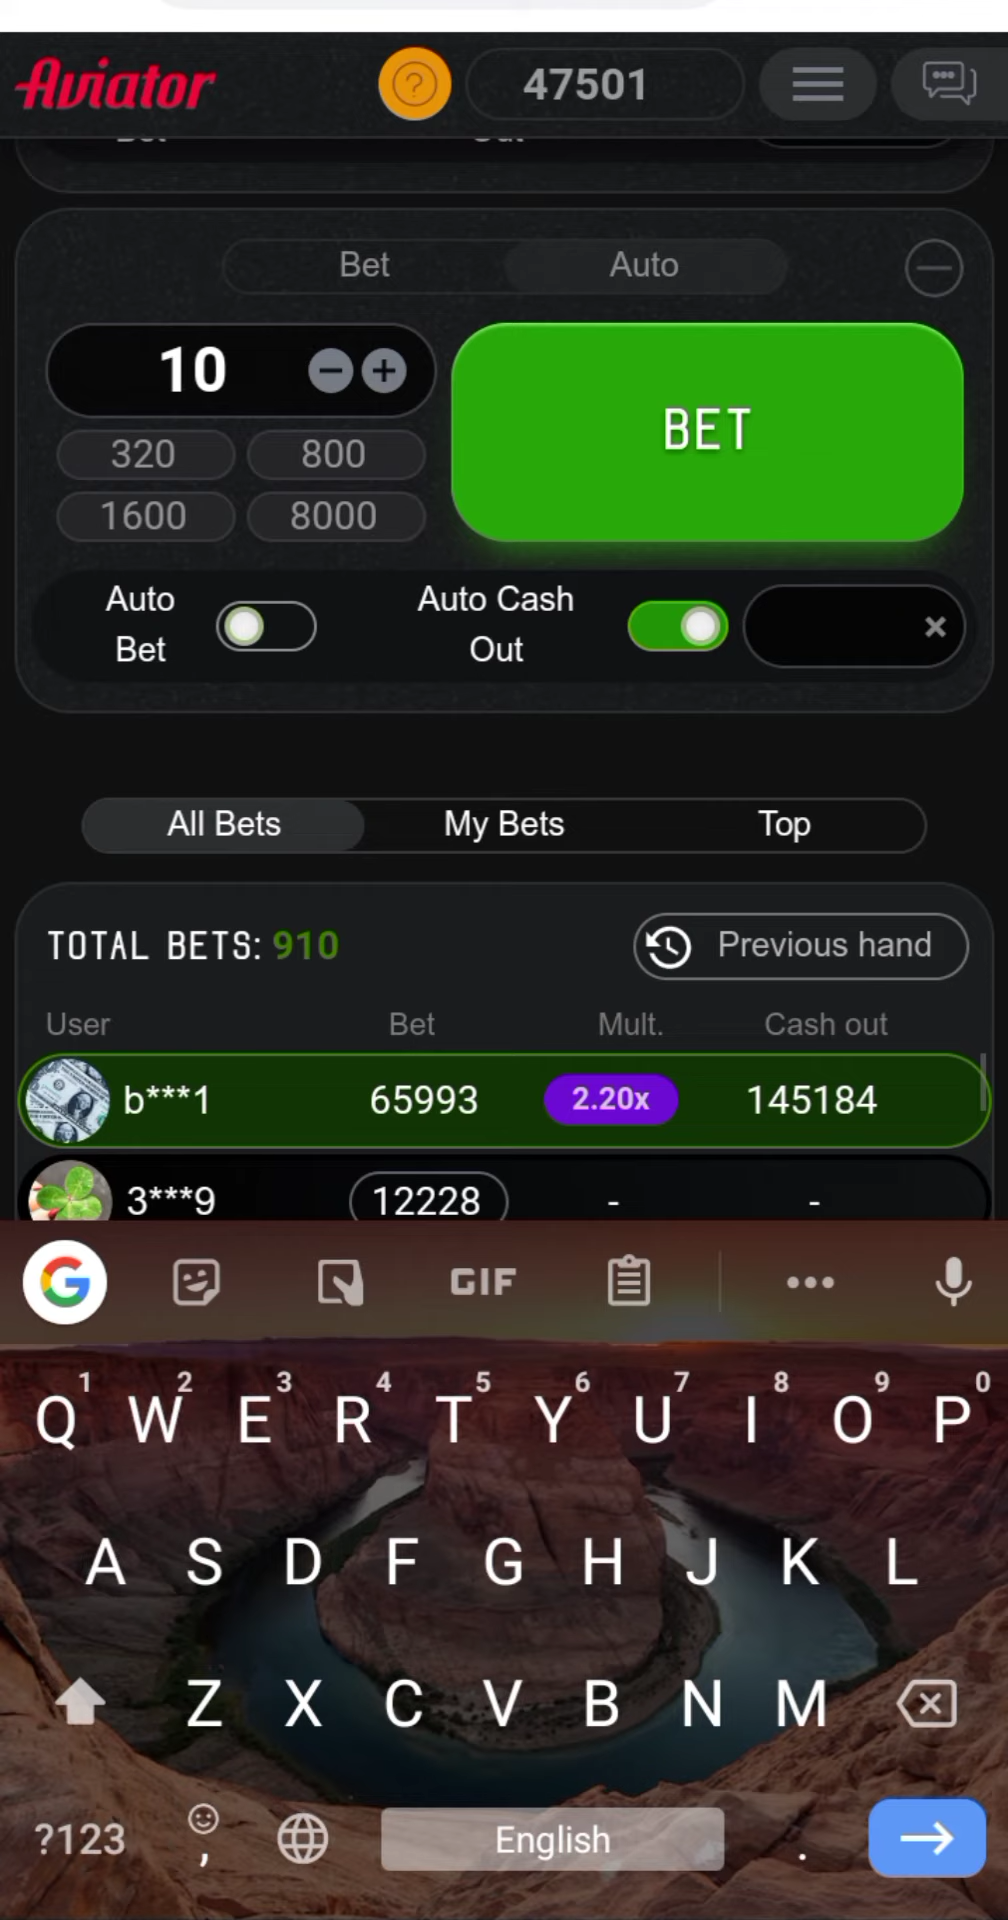 Aviator
47501
Bet Auto
10
BET
320 800
1600 8000
Auto Bet
Auto Cash Out
All Bets My Bets Top
TOTAL BETS: 910
Previous hand
User Bet Mult. Cash out
b***1 65993 2.20x 145184
3***9 12228 - -
G GIF
1 2 3 4 5 6 7 8 9 0
Q W E R T Y U I O P
A S D F G H J K L
Z X C V B N M
?123 , English .